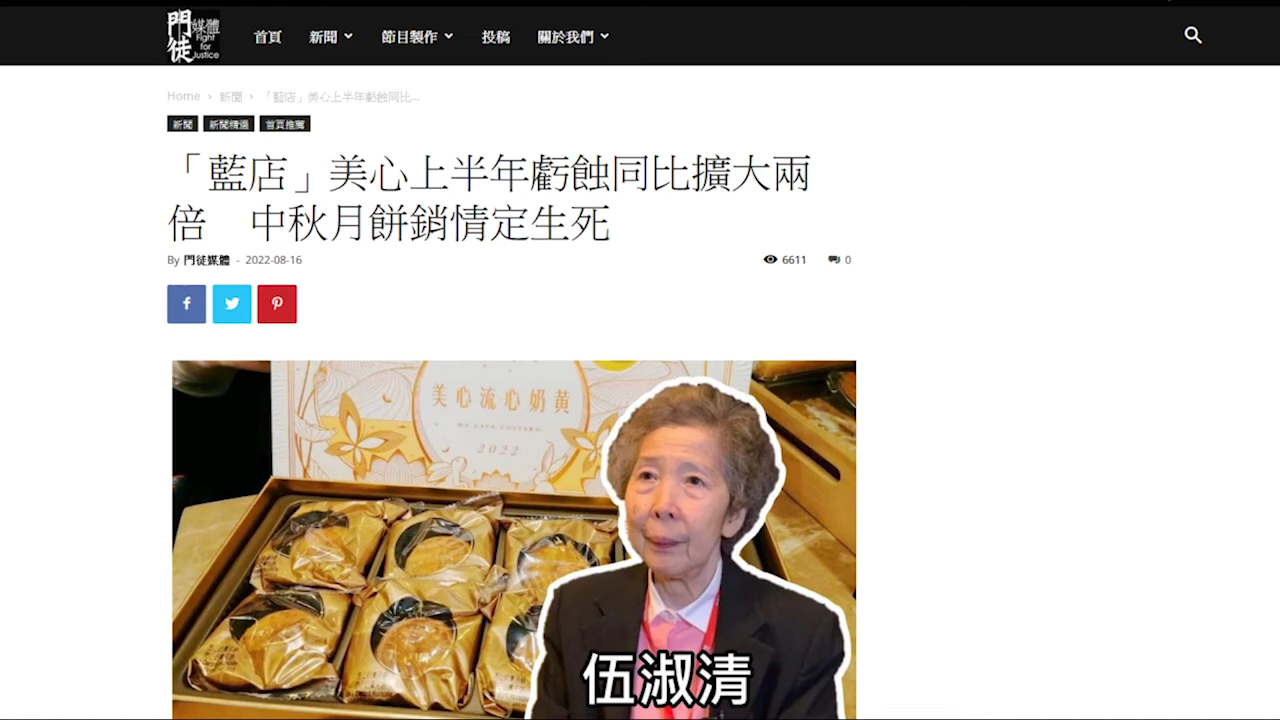 門徒
媒體
Fight
for
Justice
首頁 新聞 節目製作 投稿 關於我們
Home › 新聞 › 「藍店」美心上半年虧蝕同比...
新聞 新聞精選 首頁推薦
「藍店」美心上半年虧蝕同比擴大兩
倍 中秋月餅銷情定生死
By 門徒媒體 - 2022-08-16 6611 0
美心流心奶黃
2022
伍淑清